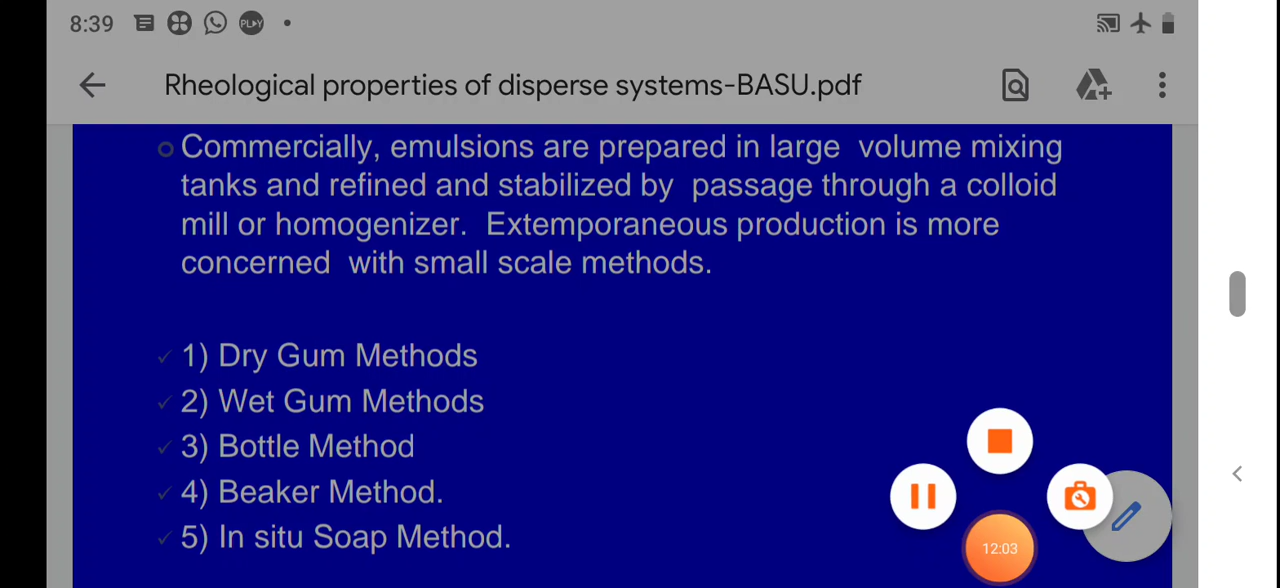 8:39
PLAY
Rheological properties of disperse systems-BASU.pdf
Commercially, emulsions are prepared in large volume mixing
tanks and refined and stabilized by passage through a colloid
mill or homogenizer. Extemporaneous production is more
concerned with small scale methods.
1) Dry Gum Methods
2) Wet Gum Methods
3) Bottle Method
4) Beaker Method.
5) In situ Soap Method.
12:03